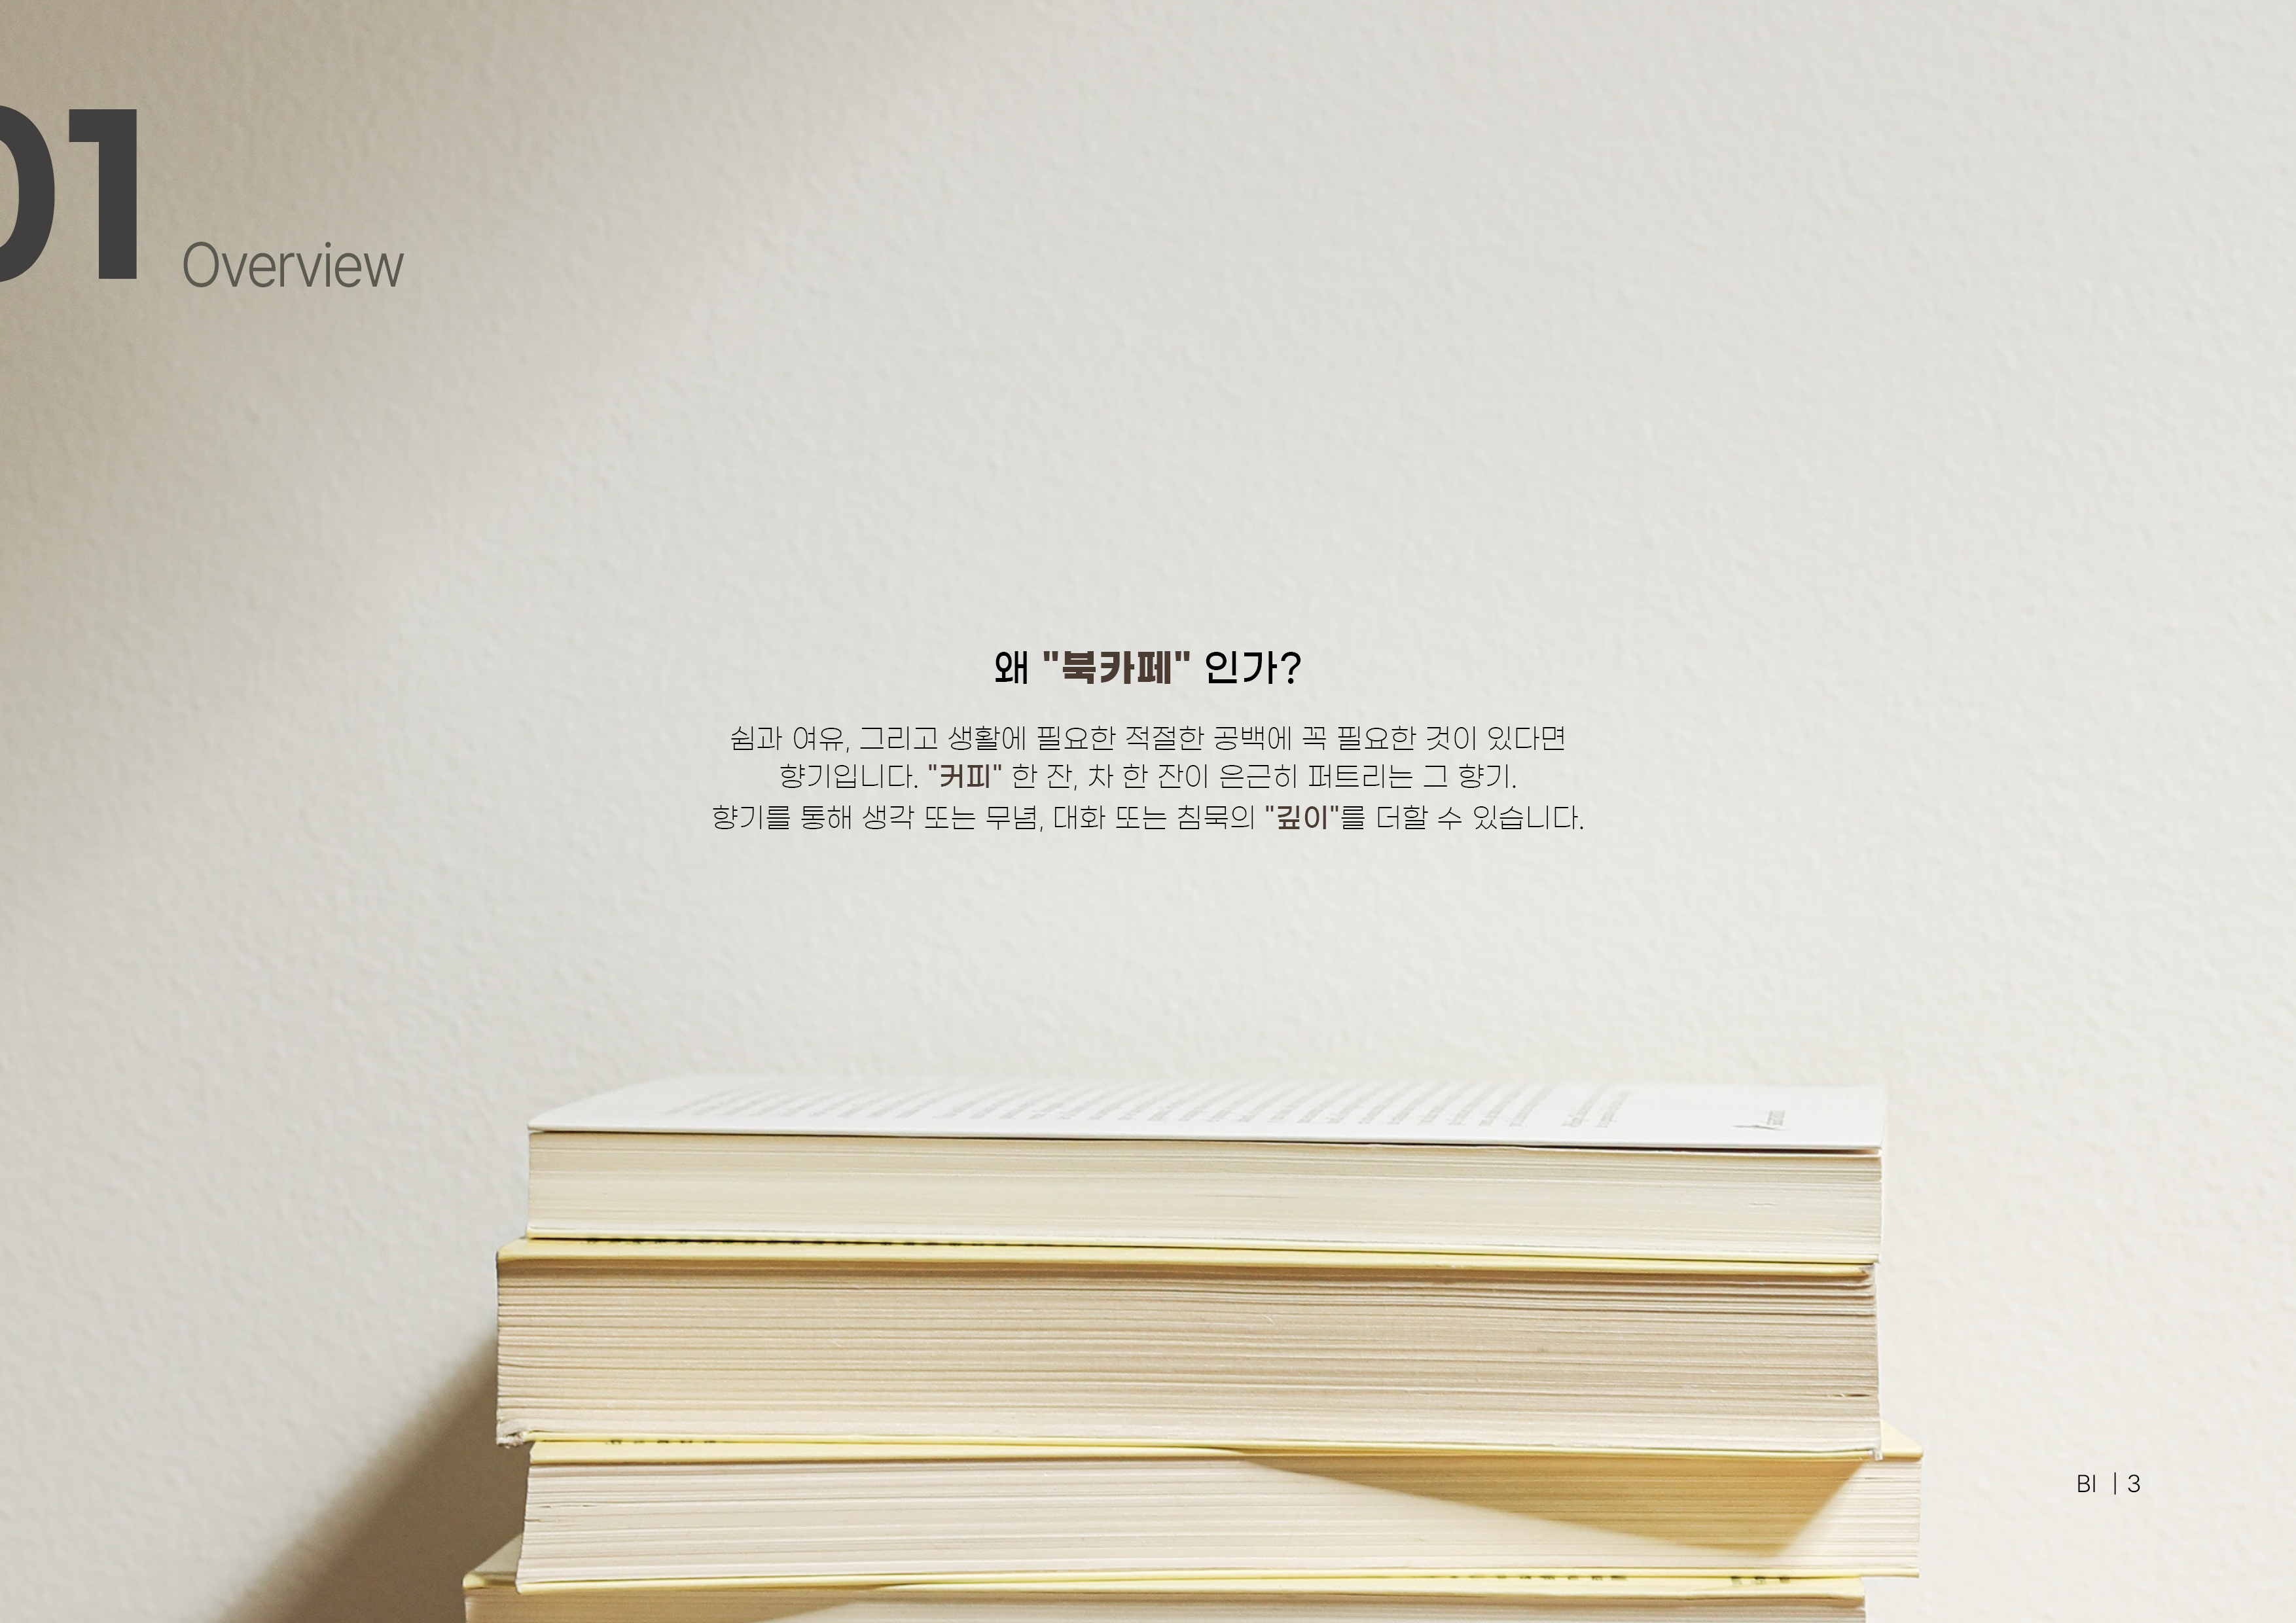 01
Overview
왜 "북카페" 인가?
쉼과 여유, 그리고 생활에 필요한 적절한 공백에 꼭 필요한 것이 있다면
향기입니다. "커피" 한 잔, 차 한 잔이 은근히 퍼트리는 그 향기.
향기를 통해 생각 또는 무념, 대화 또는 침묵의 "깊이"를 더할 수 있습니다.
BI | 3